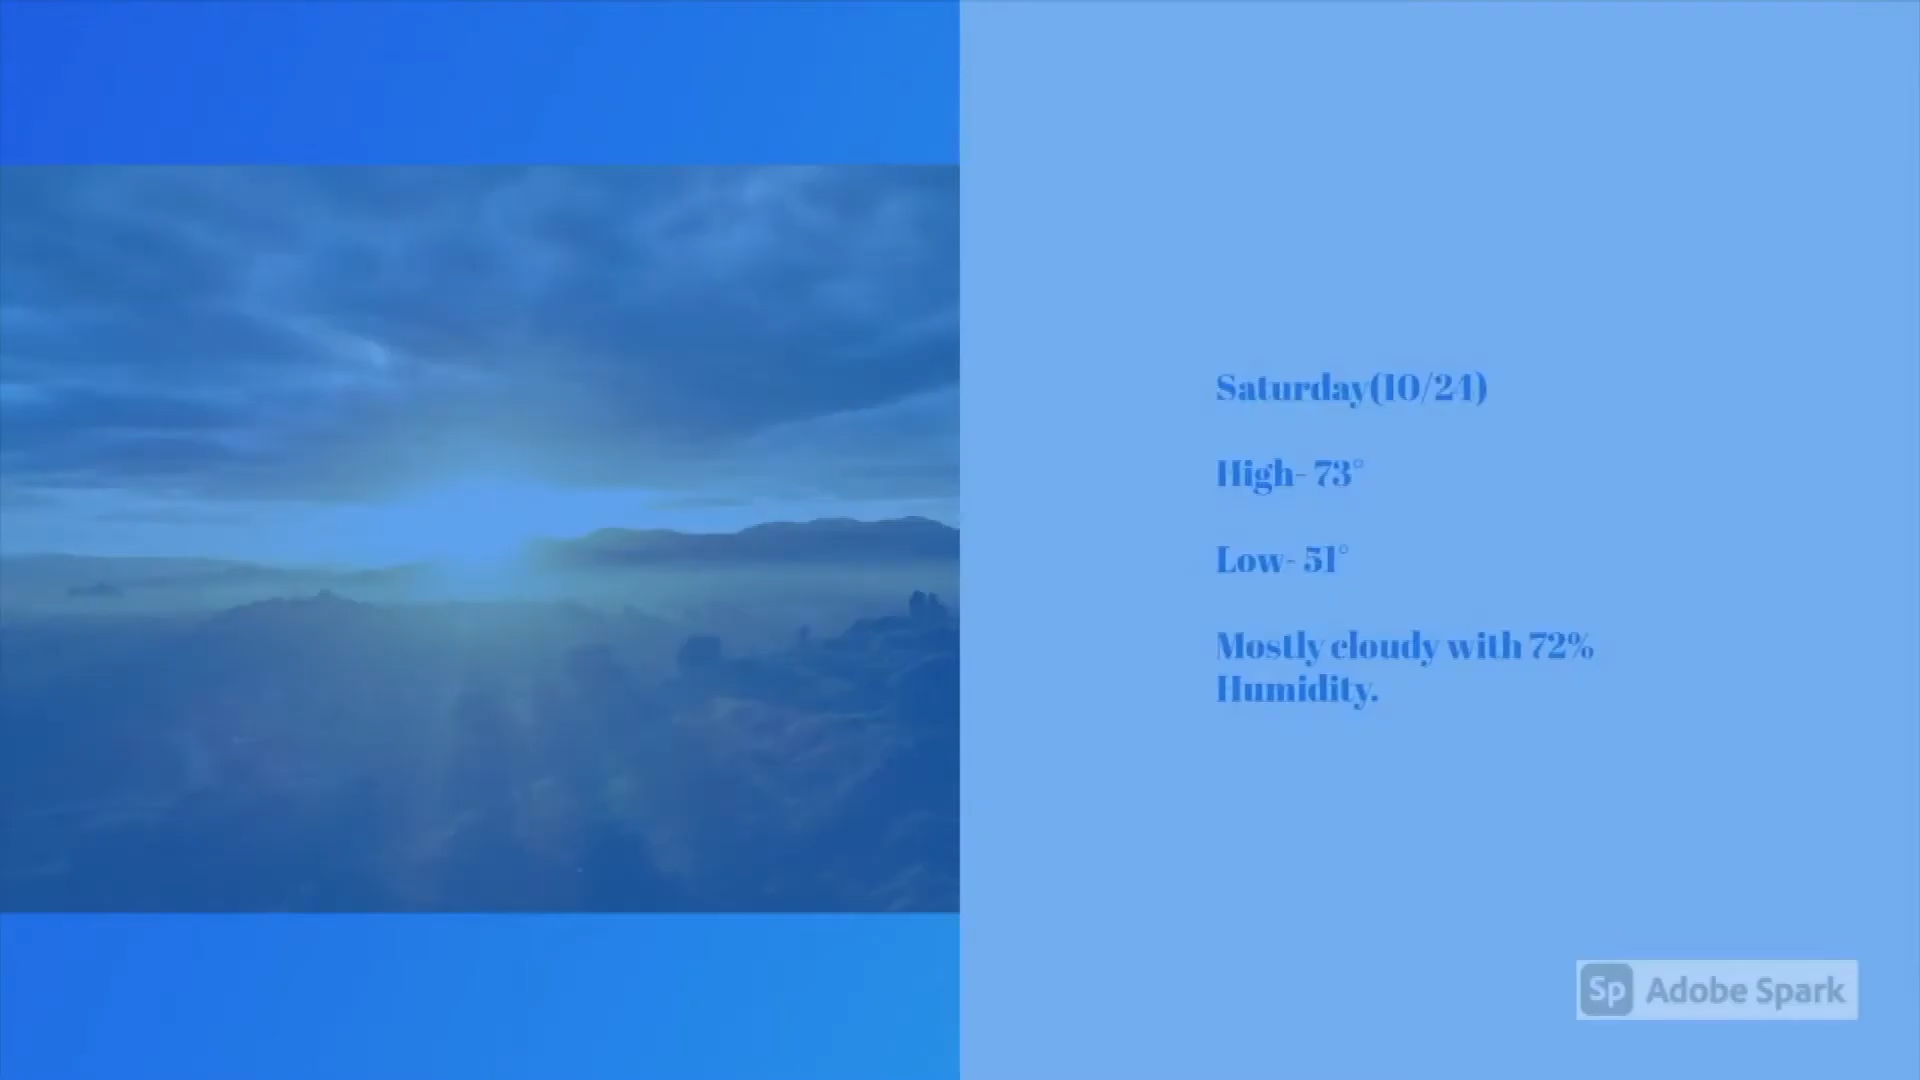 Saturday(10/24)
High- 73°
Low- 51°
Mostly cloudy with 72%
Humidity.
Sp Adobe Spark